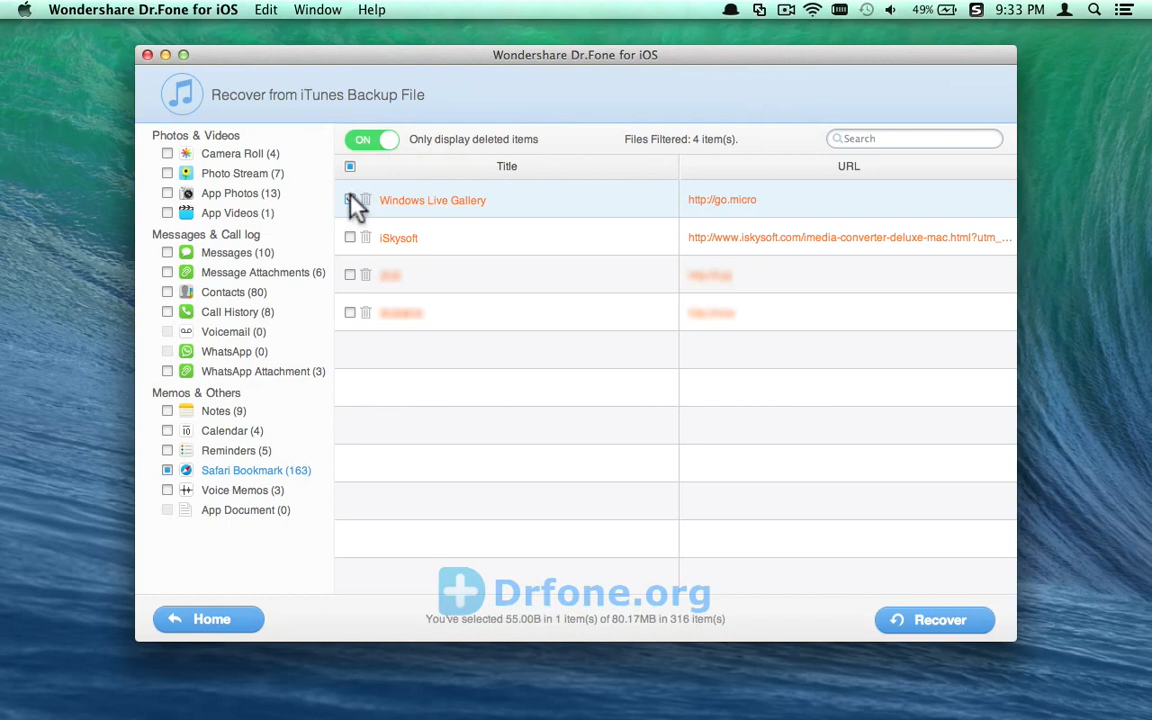 Wondershare Dr.Fone for iOS Edit Window Help 49% S 9:33 PM
Wondershare Dr.Fone for iOS
Recover from iTunes Backup File
Photos & Videos
Camera Roll (4)
Photo Stream (7)
App Photos (13)
App Videos (1)
Messages & Call log
Messages (10)
Message Attachments (6)
Contacts (80)
Call History (8)
Voicemail (0)
WhatsApp (0)
WhatsApp Attachment (3)
Memos & Others
Notes (9)
Calendar (4)
Reminders (5)
Safari Bookmark (163)
Voice Memos (3)
App Document (0)
ON Only display deleted items Files Filtered: 4 item(s). Search
Title URL
Windows Live Gallery http://go.micro
iSkysoft http://www.iskysoft.com/imedia-converter-deluxe-mac.html?utm_...
Drfone.org
Home You've selected 55.00B in 1 item(s) of 80.17MB in 316 item(s) Recover